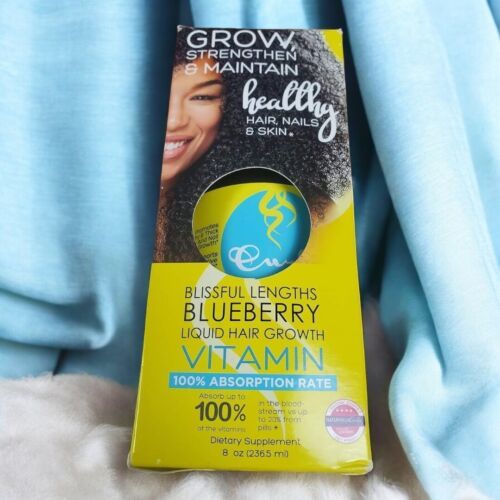 GROW,
STRENGTHEN
& MAINTAIN
healthy
HAIR, NAILS
& SKIN *
BLISSFUL LENGTHS
BLUEBERRY
LIQUID HAIR GROWTH
VITAMIN
100% ABSORPTION RATE
Absorb up to
100%
of the vitamins
in the blood-
stream vs up
to 20% from
pills *
Dietary Supplement
8 oz (236.5 ml)